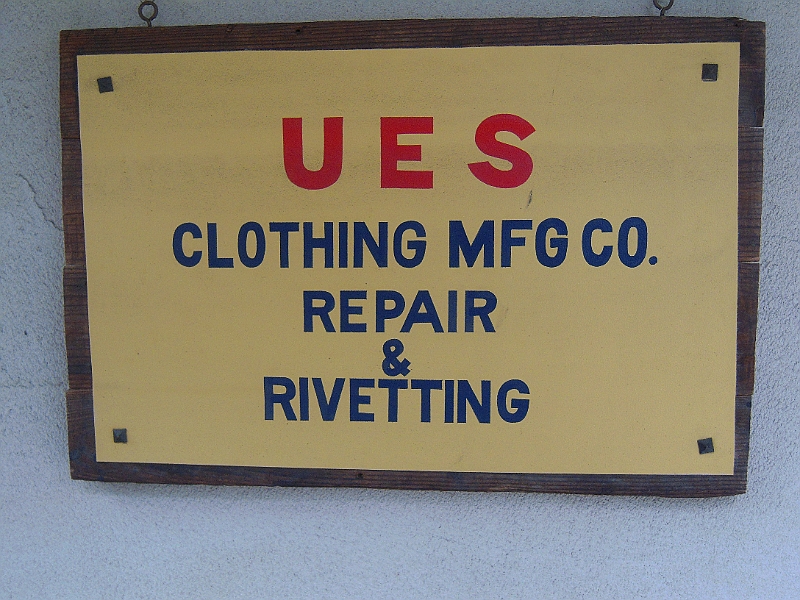 UES
CLOTHING MFG CO.
REPAIR
&
RIVETTING